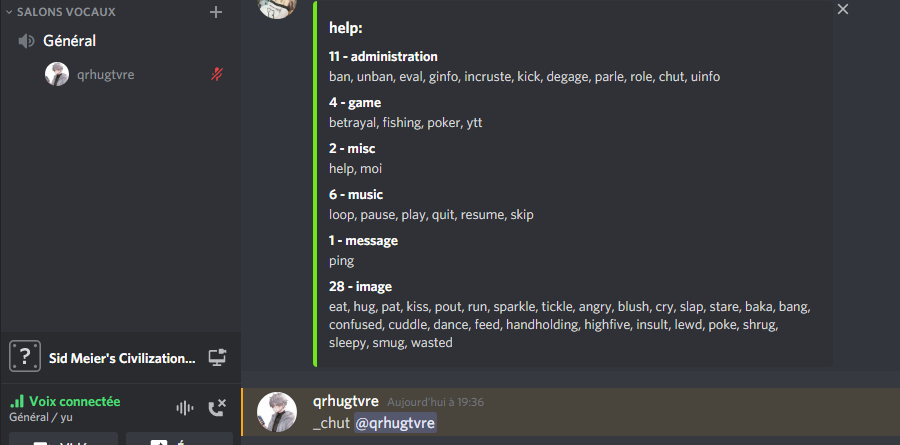 SALONS VOCAUX
Général
qrhugtvre
help:
11 - administration
ban, unban, eval, ginfo, incruste, kick, degage, parle, role, chut, uinfo
4 - game
betrayal, fishing, poker, ytt
2 - misc
help, moi
6 - music
loop, pause, play, quit, resume, skip
1 - message
ping
28 - image
eat, hug, pat, kiss, pout, run, sparkle, tickle, angry, blush, cry, slap, stare, baka, bang,
confused, cuddle, dance, feed, handholding, highfive, insult, lewd, poke, shrug,
sleepy, smug, wasted
qrhugtvre Aujourd'hui à 19:36
_chut @qrhugtvre
? Sid Meier's Civilization...
Voix connectée
Général / yu